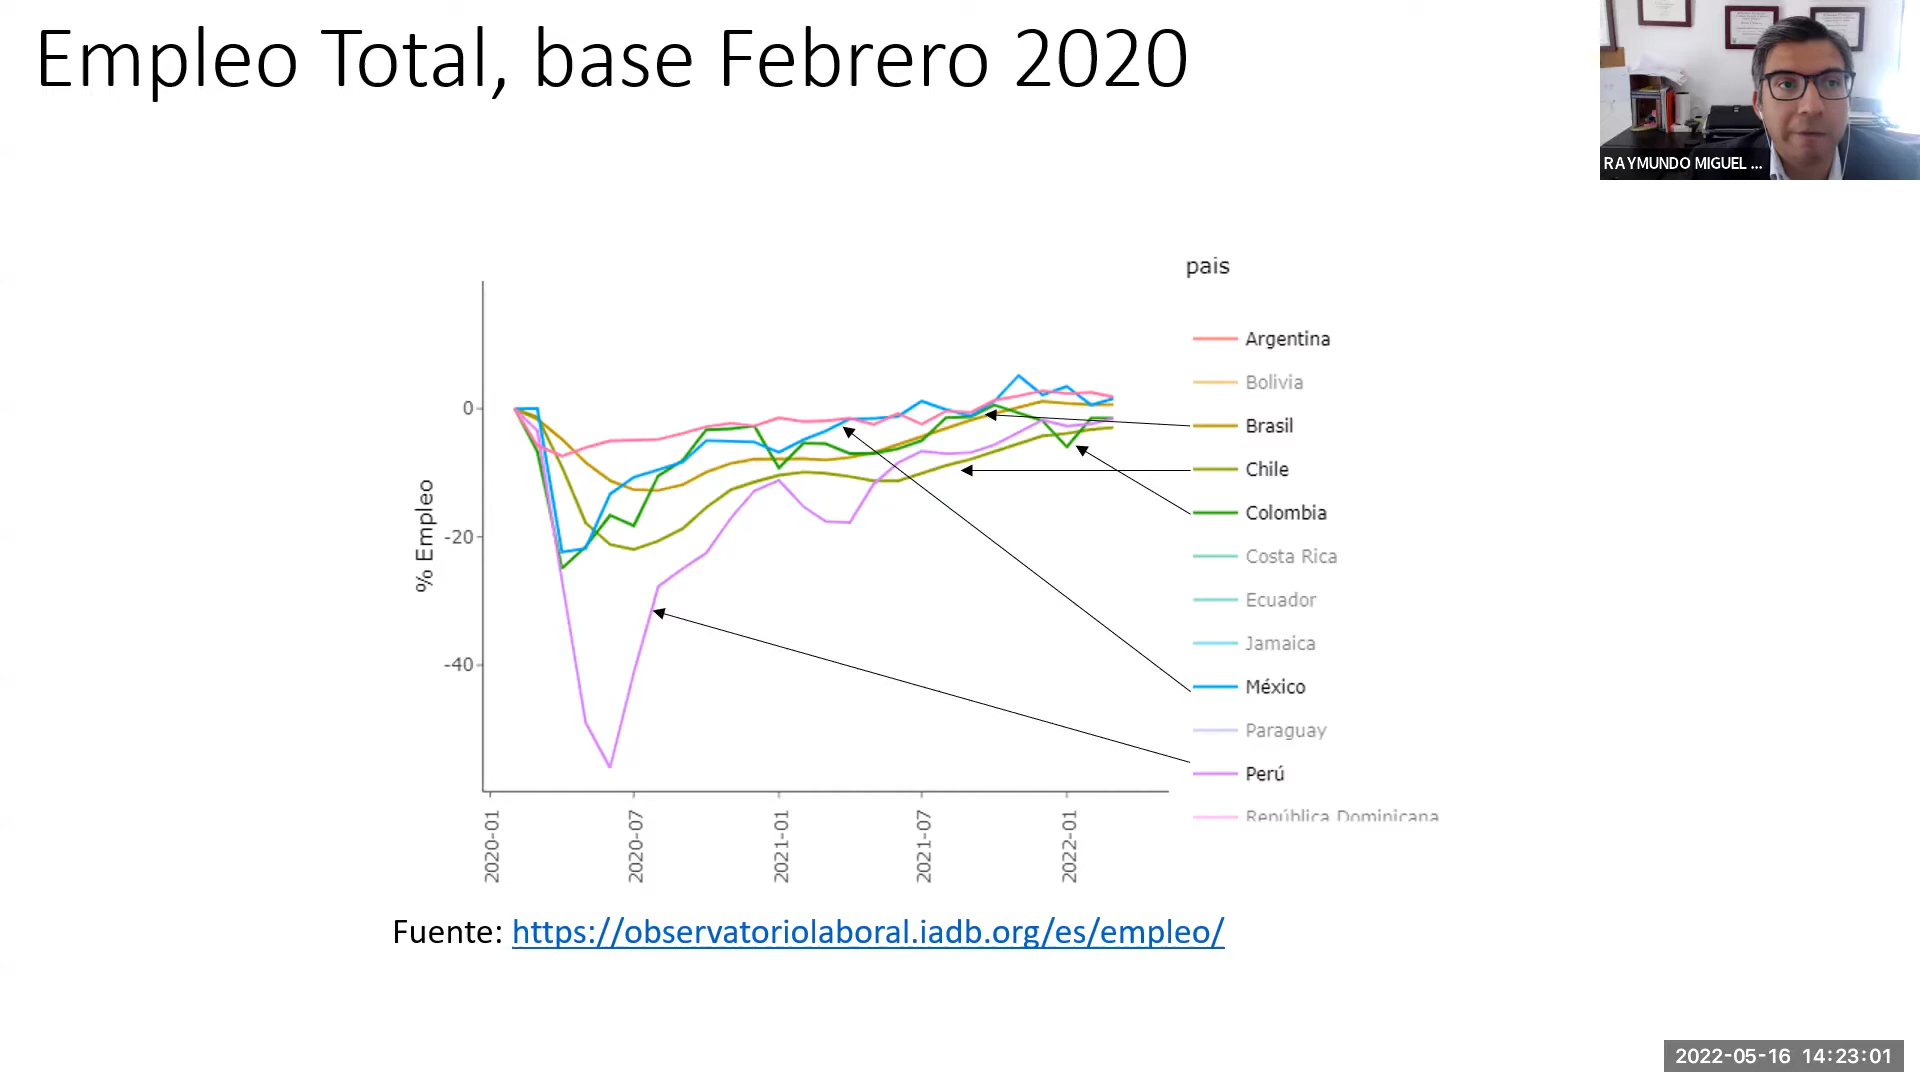 Empleo Total, base Febrero 2020
RAYMUNDO MIGUEL ...
pais
Argentina
Bolivia
Brasil
Chile
Colombia
Costa Rica
Ecuador
Jamaica
México
Paraguay
Perú
República Dominicana
% Empleo
0
-20
-40
2020-01
2020-07
2021-01
2021-07
2022-01
Fuente: https://observatoriolaboral.iadb.org/es/empleo/
2022-05-16 14:23:01